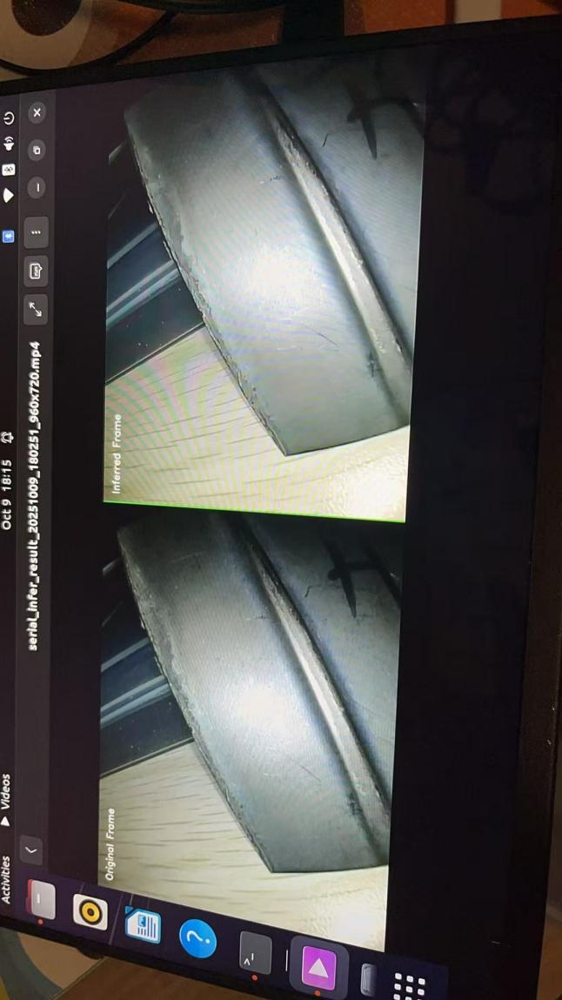 Activities
Videos
Oct 9 18:15
serial_infer_result_20251009_180251_960x720.mp4
Original Frame
Inferred Frame